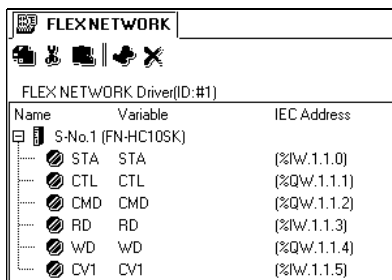 FLEXNETWORK
FLEX NETWORK Driver(ID:#1)
Name Variable IEC Address
S-No.1 (FN-HC10SK)
STA STA (%IW.1.1.0)
CTL CTL (%QW.1.1.1)
CMD CMD (%QW.1.1.2)
RD RD (%IW.1.1.3)
WD WD (%QW.1.1.4)
CV1 CV1 (%IW.1.1.5)